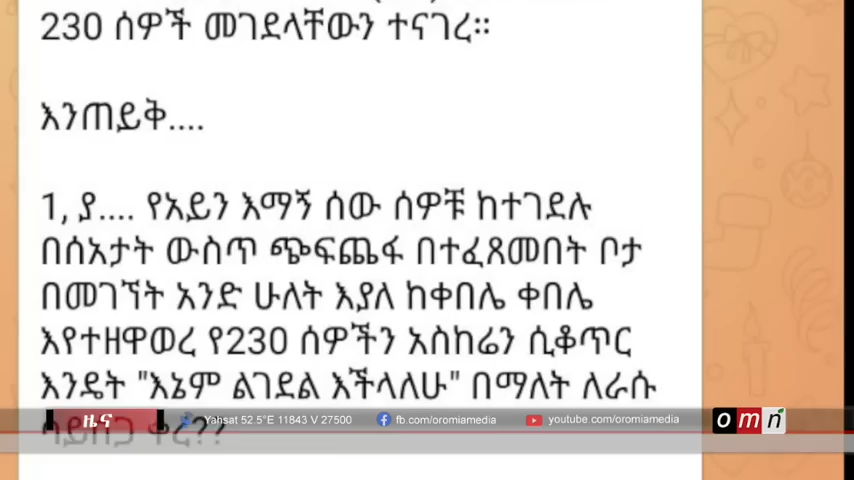 230 ሰዎች መገደላቸውን ተናገረ።
እንጠይቅ....
1, ያ.... የአይን እማኝ ሰው ሰዎቹ ከተገደሉ
በሰአታት ውስጥ ጭፍጨፋ በተፈጸመበት ቦታ
በመገኘት አንድ ሁለት እያለ ከቀበሌ ቀበሌ
እየተዘዋወረ የ230 ሰዎችን አስከሬን ሲቆጥር
እንዴት "እኔም ልገደል እችላለሁ" በማለት ለራሱ
ዜና Yahsat 52.5°E 11843 V 27500 fb.com/oromiamedia youtube.com/oromiamedia omn